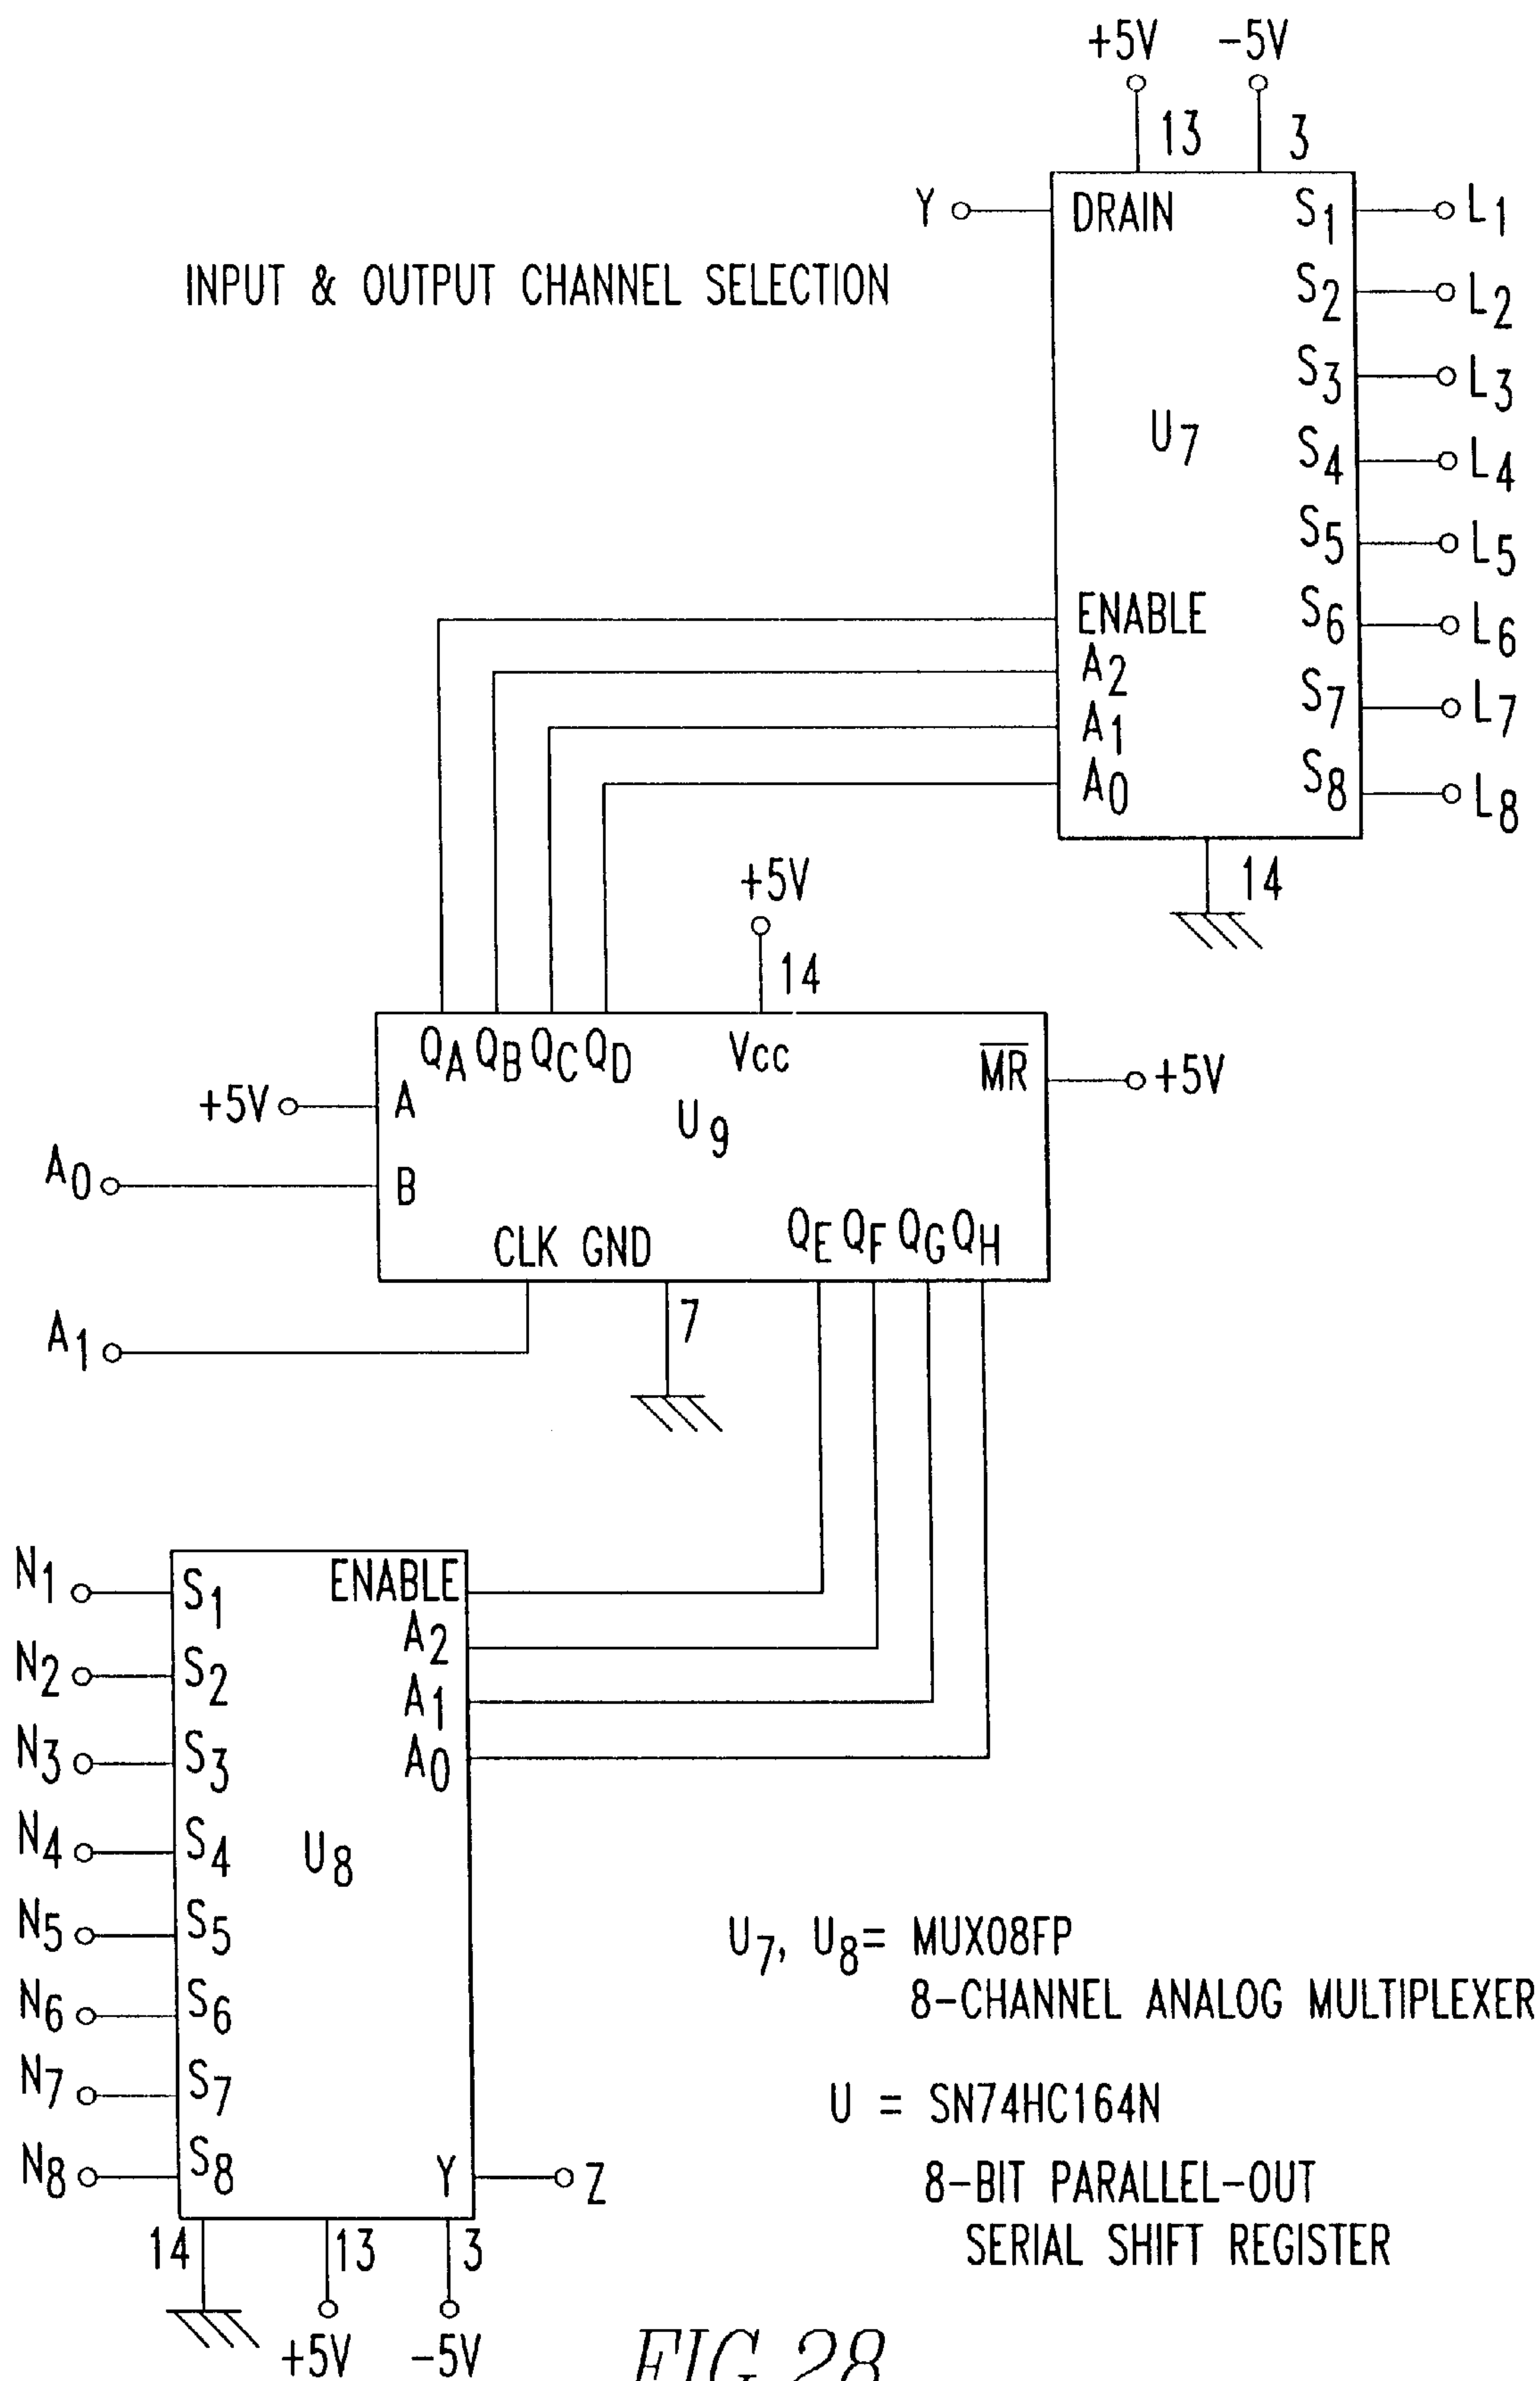 +5V -5V
13 3
Y DRAIN S1 L1
INPUT & OUTPUT CHANNEL SELECTION
S2 L2
S3 L3
U7
S4 L4
S5 L5
ENABLE S6 L6
A2
A1 S7 L7
A0 S8 L8
14
+5V
14
QA QB QC QD Vcc MR +5V
+5V A
U9
A0 B
CLK GND QE QF QG QH
A1
7
N1 S1 ENABLE
A2
N2 S2
A1
N3 S3 A0
N4 S4
U8
N5 S5
N6 S6
N7 S7
N8 S8 Y Z
14 13 3
+5V -5V
U7, U8= MUX08FP
8-CHANNEL ANALOG MULTIPLEXER
U = SN74HC164N
8-BIT PARALLEL-OUT
SERIAL SHIFT REGISTER
FIG. 28